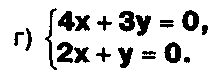 г) {4x + 3y = 0,
2x + y = 0.